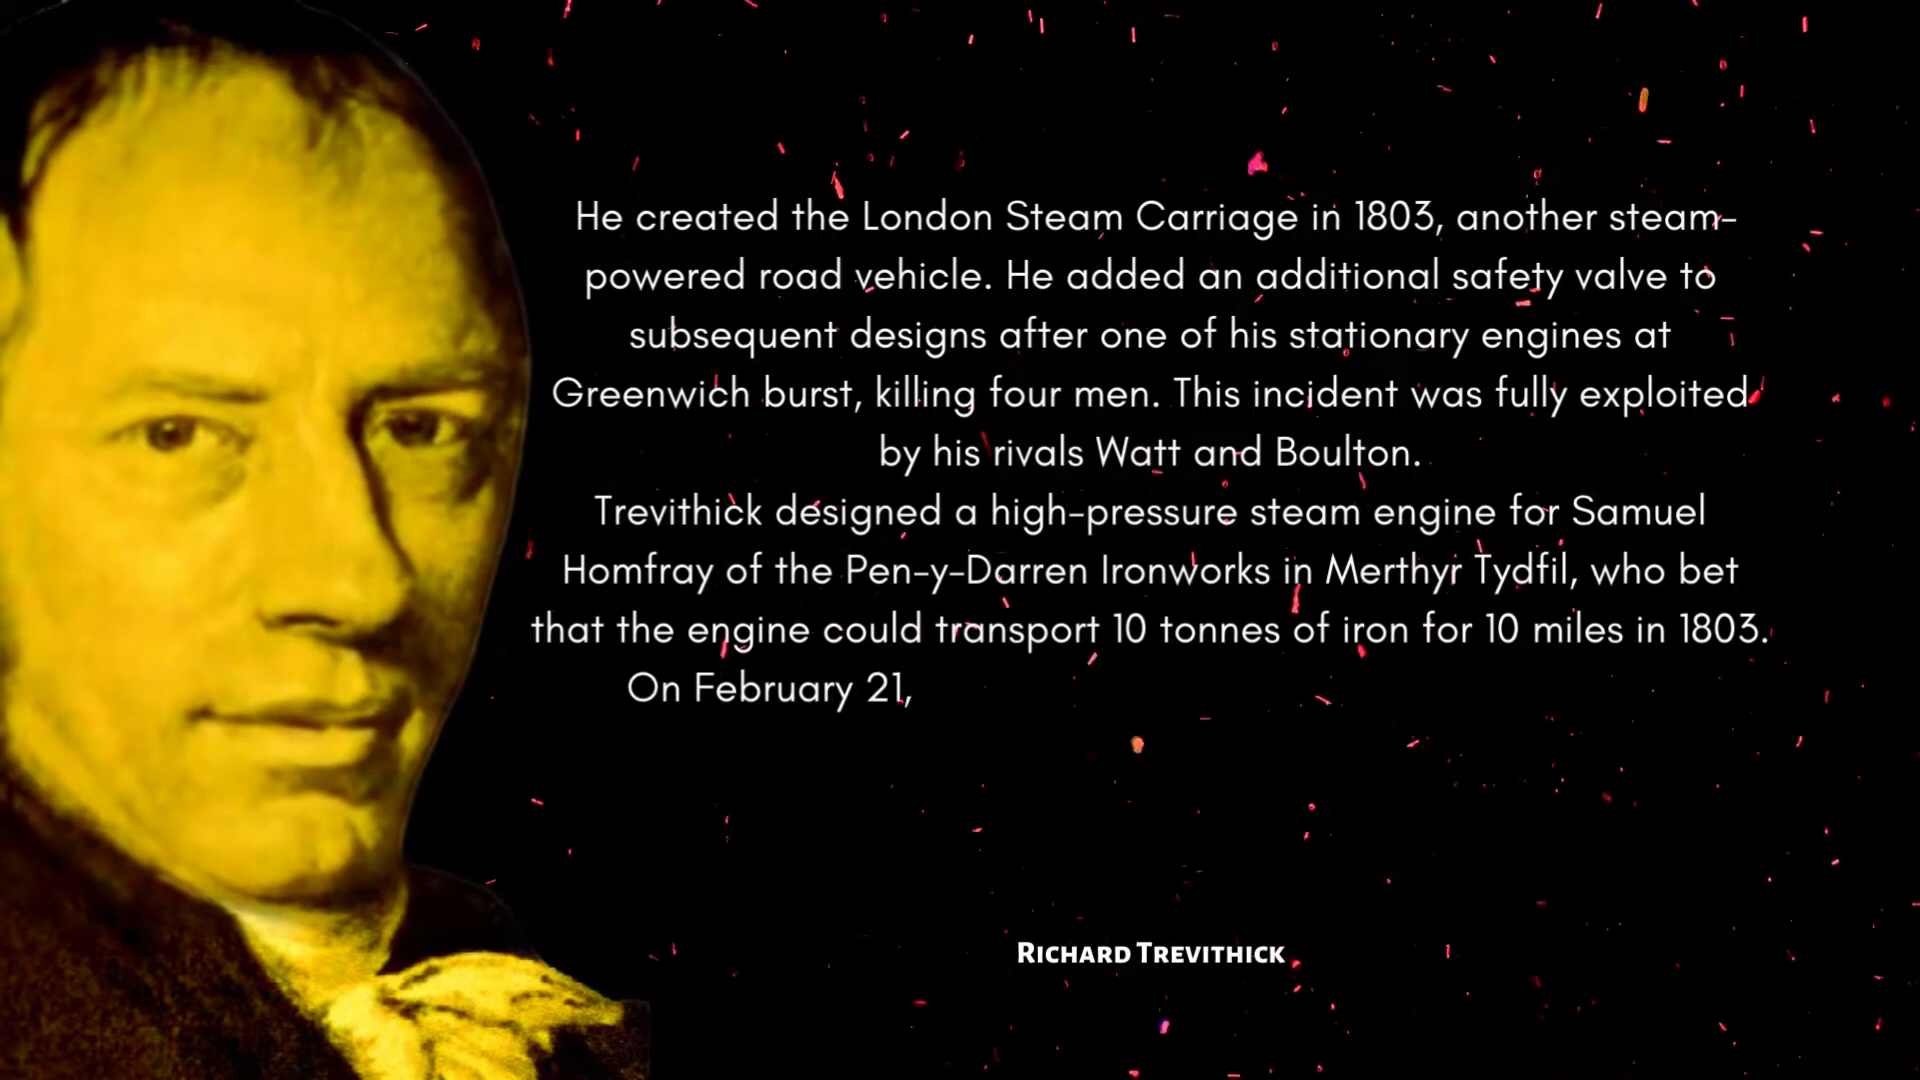 He created the London Steam Carriage in 1803, another steam-
powered road vehicle. He added an additional safety valve to
subsequent designs after one of his stationary engines at
Greenwich burst, killing four men. This incident was fully exploited
by his rivals Watt and Boulton.
Trevithick designed a high-pressure steam engine for Samuel
Homfray of the Pen-y-Darren Ironworks in Merthyr Tydfil, who bet
that the engine could transport 10 tonnes of iron for 10 miles in 1803.
On February 21,
Richard Trevithick